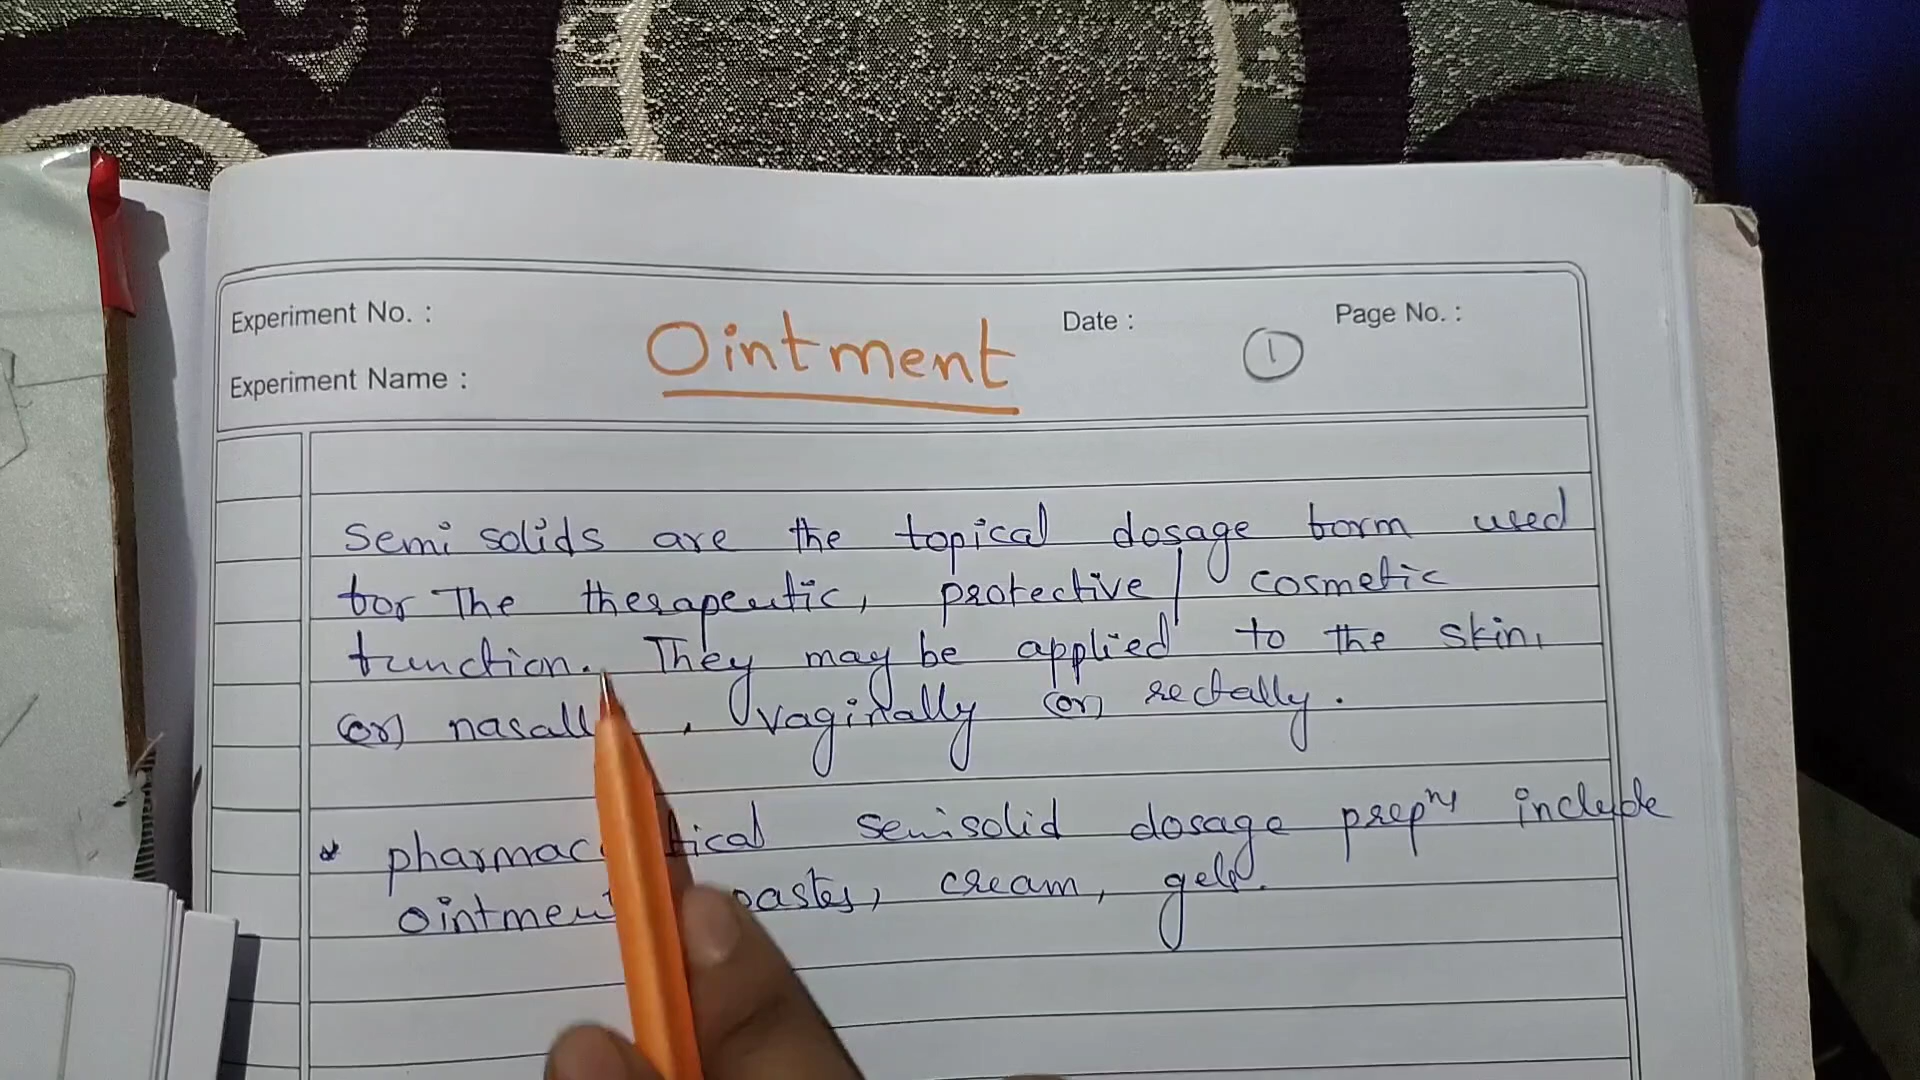 Experiment No. :
Ointment
Date :
1
Page No. :
Experiment Name :
Semi solids are the topical dosage form used
for The therapeutic, protective / cosmetic
function. They may be applied to the skin,
(or) nasall , vaginally (or) rectally.
* pharmac tical semisolid dosage prepns include
ointment pastes, cream, gels.